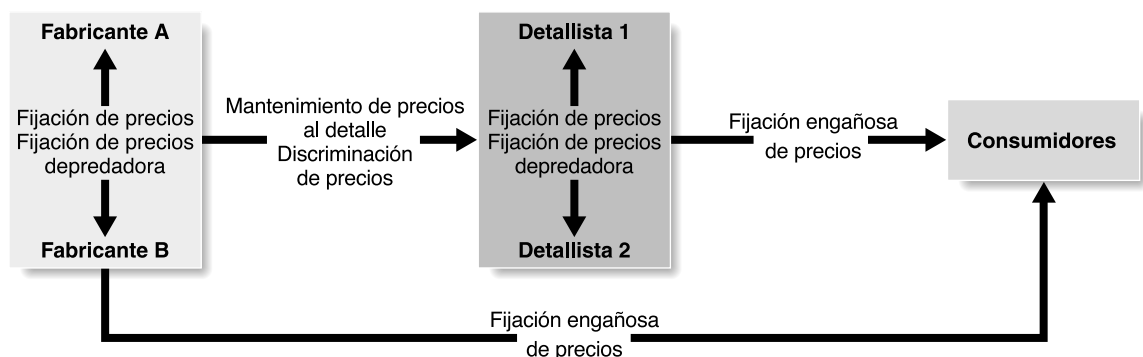 Fabricante A
Fijación de precios
Fijación de precios
depredadora
Fabricante B
Mantenimiento de precios
al detalle
Discriminación
de precios
Detallista 1
Fijación de precios
Fijación de precios
depredadora
Detallista 2
Fijación engañosa
de precios
Consumidores
Fijación engañosa
de precios